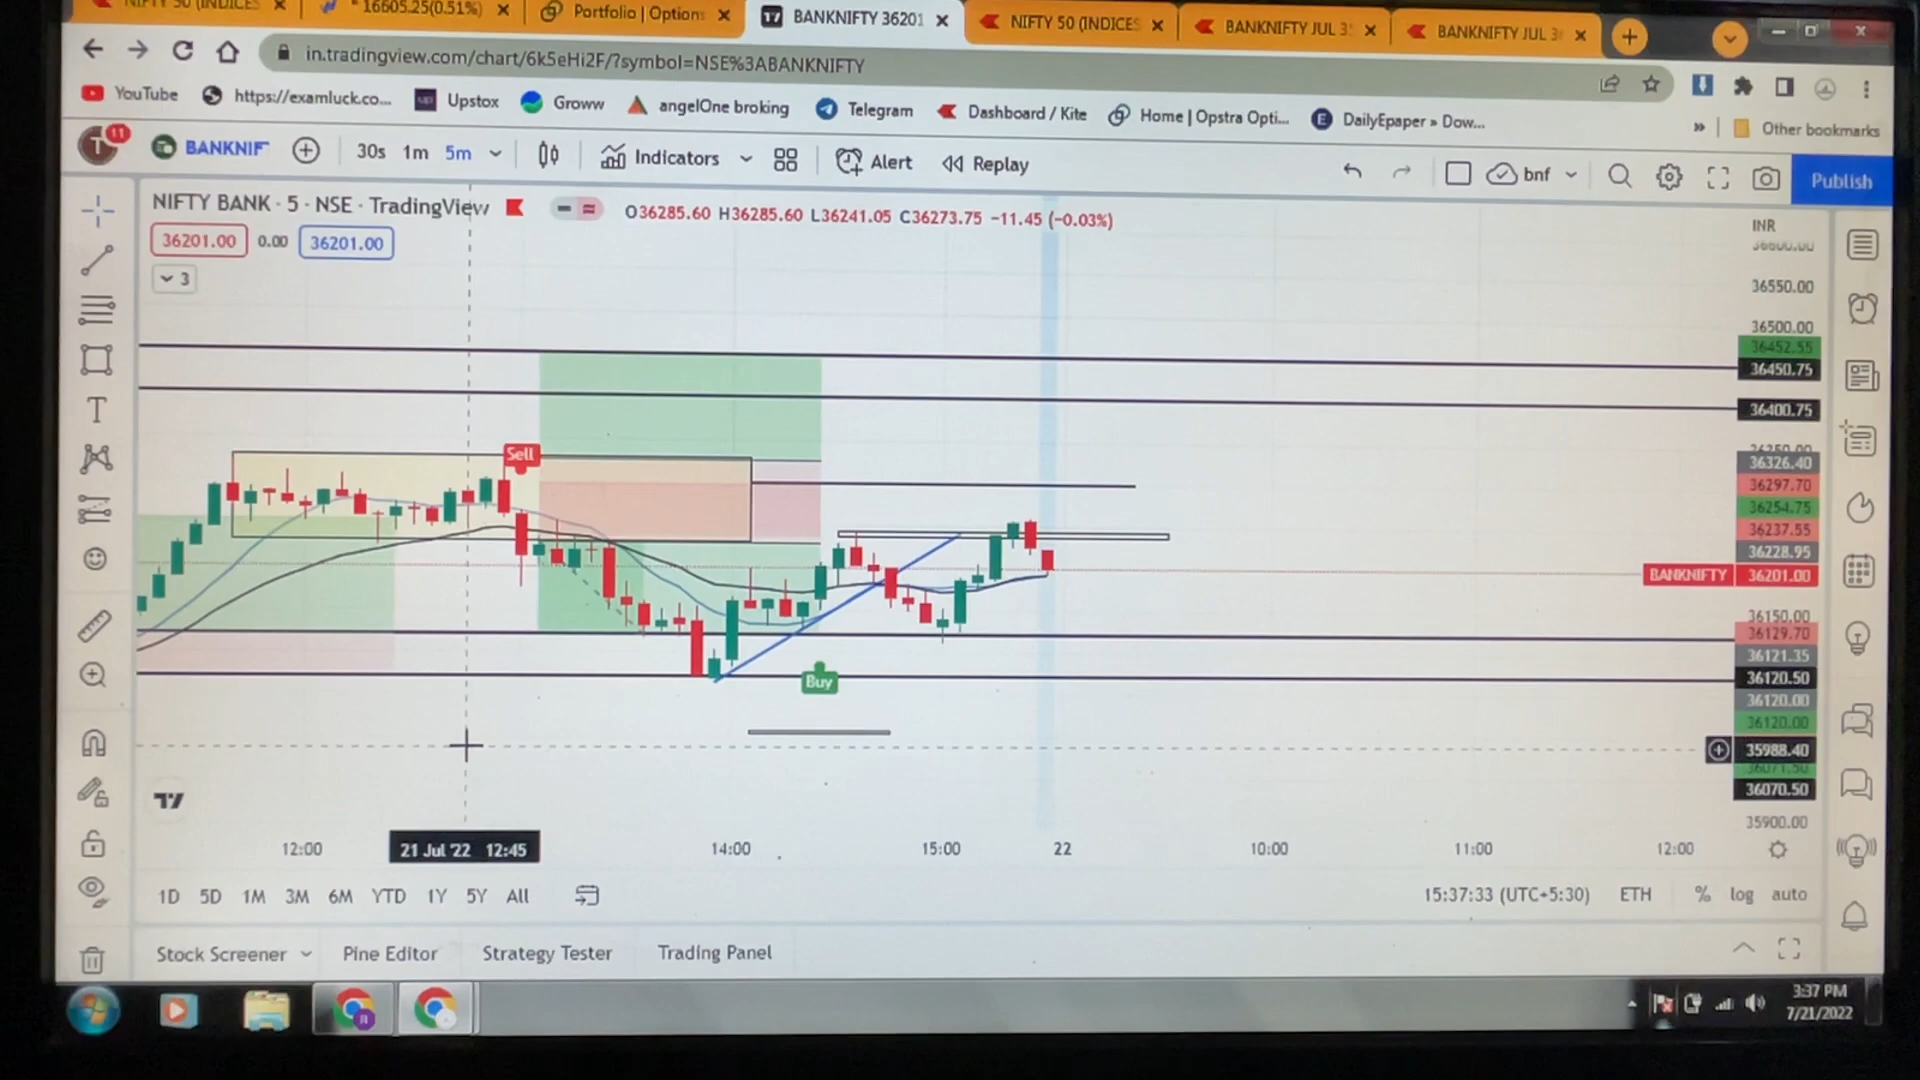 16605.25(0.51%)
Portfolio | Option
BANKNIFTY 36201
NIFTY 50 (INDICES
BANKNIFTY JUL 3
BANKNIFTY JUL 3
in.tradingview.com/chart/6k5eHi2F/?symbol=NSE%3ABANKNIFTY
YouTube
https://examluck.co...
Upstox
Groww
angelOne broking
Telegram
Dashboard / Kite
Home | Opstra Opti...
DailyEpaper » Dow...
»
Other bookmarks
T
11
BANKNIF
30s
1m
5m
Indicators
Alert
Replay
bnf
Publish
NIFTY BANK · 5 · NSE · TradingView
O36285.60 H36285.60 L36241.05 C36273.75 −11.45 (−0.03%)
INR
36201.00
0.00
36201.00
3
36550.00
36500.00
36452.55
36450.75
36400.75
36326.40
36297.70
36254.75
36237.55
36228.95
BANKNIFTY 36201.00
36150.00
36129.70
36121.35
36120.50
36120.00
36120.00
35988.40
36071.50
36070.50
35900.00
Sell
Buy
12:00
21 Jul '22 12:45
14:00
15:00
22
10:00
11:00
12:00
1D 5D 1M 3M 6M YTD 1Y 5Y All
15:37:33 (UTC+5:30)
ETH
%
log
auto
Stock Screener
Pine Editor
Strategy Tester
Trading Panel
3:37 PM
7/21/2022